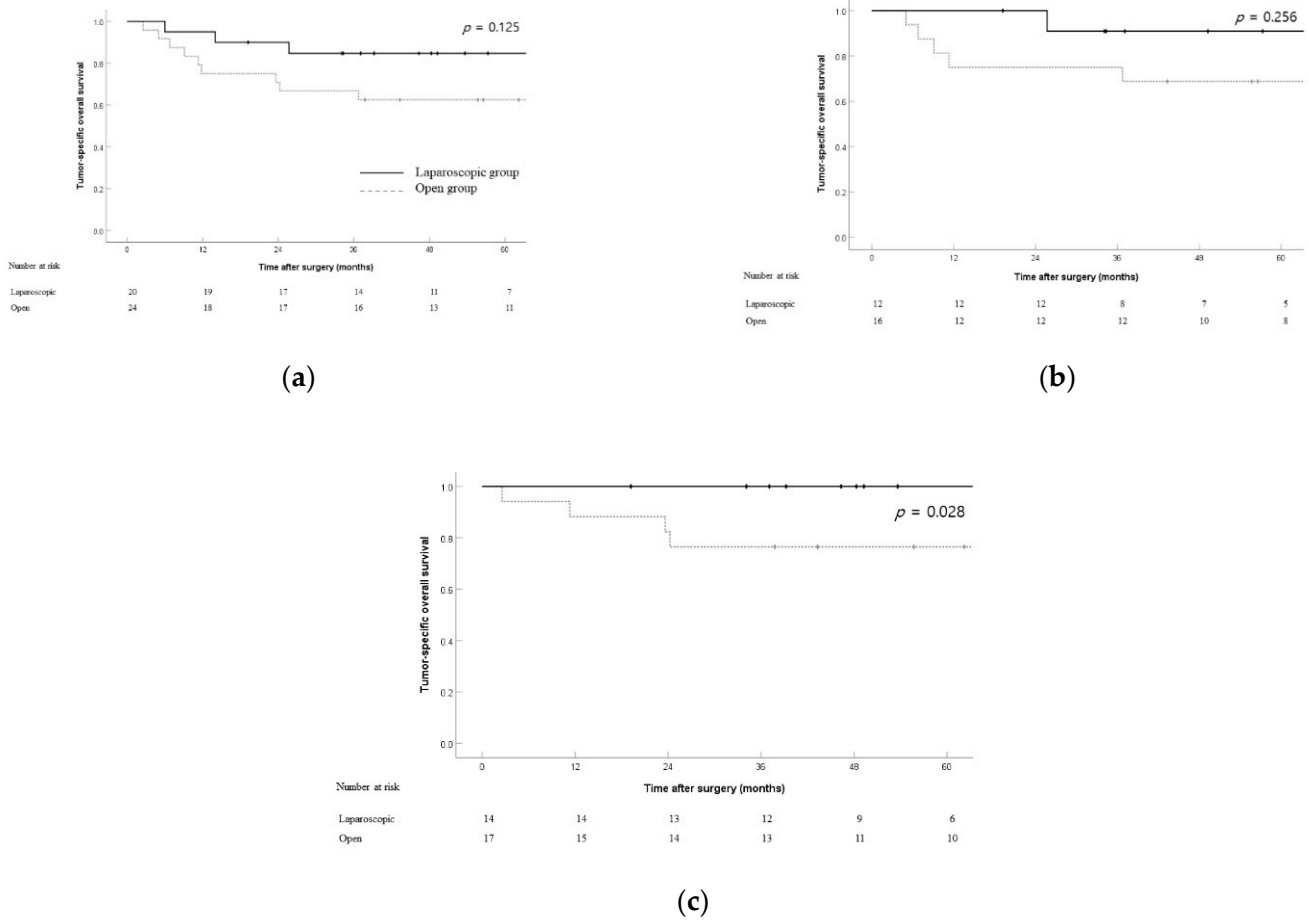 1.0
0.8
0.6
0.4
0.2
0.0
Tumor-specific overall survival
p = 0.125
Laparoscopic group
Open group
0 12 24 36 48 60
Time after surgery (months)
Number at risk
Laparoscopic 20 19 17 14 11 7
Open 24 18 17 16 13 11
(a)
1.0
0.8
0.6
0.4
0.2
0.0
Tumor-specific overall survival
p = 0.256
0 12 24 36 48 60
Time after surgery (months)
Number at risk
Laparoscopic 12 12 12 8 7 5
Open 16 12 12 12 10 8
(b)
1.0
0.8
0.6
0.4
0.2
0.0
Tumor-specific overall survival
p = 0.028
0 12 24 36 48 60
Time after surgery (months)
Number at risk
Laparoscopic 14 14 13 12 9 6
Open 17 15 14 13 11 10
(c)